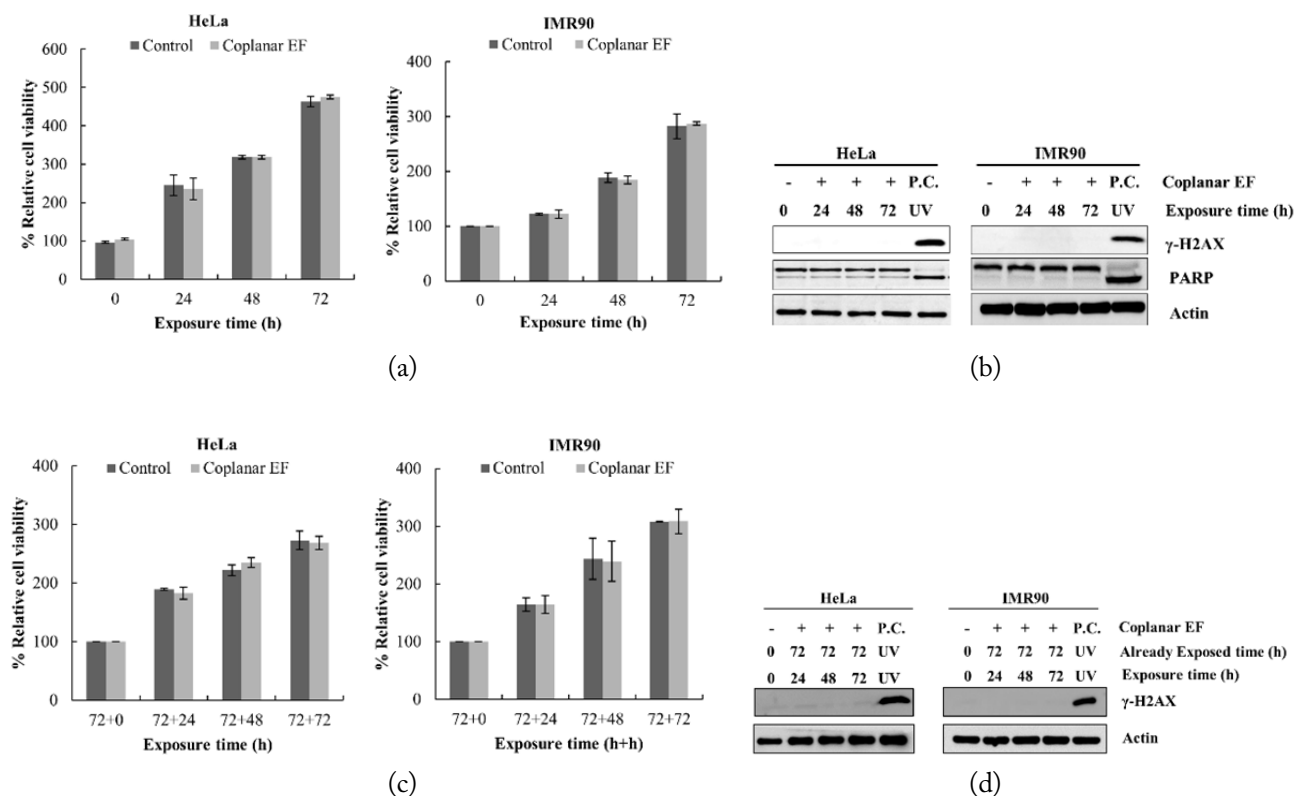 HeLa
Control Coplanar EF
% Relative cell viability
600
500
400
300
200
100
0
0 24 48 72
Exposure time (h)
IMR90
Control Coplanar EF
% Relative cell viability
400
300
200
100
0
0 24 48 72
Exposure time (h)
(a)
HeLa IMR90
- + + + P.C. - + + + P.C. Coplanar EF
0 24 48 72 UV 0 24 48 72 UV Exposure time (h)
γ-H2AX
PARP
Actin
(b)
HeLa
Control Coplanar EF
% Relative cell viability
400
300
200
100
0
72+0 72+24 72+48 72+72
Exposure time (h)
IMR90
Control Coplanar EF
% Relative cell viability
400
300
200
100
0
72+0 72+24 72+48 72+72
Exposure time (h+h)
(c)
HeLa IMR90
- + + + P.C. - + + + P.C. Coplanar EF
0 72 72 72 UV 0 72 72 72 UV Already Exposed time (h)
0 24 48 72 UV 0 24 48 72 UV Exposure time (h)
γ-H2AX
Actin
(d)